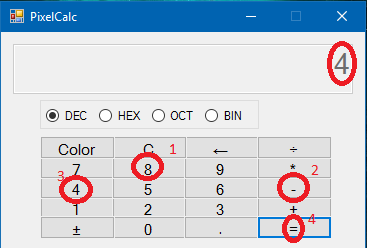 PixelCalc
4
DEC HEX OCT BIN
Color C ← ÷
1
7 8 9 *
2
3
4 5 6 -
1 2 3 +
4
± 0 . =